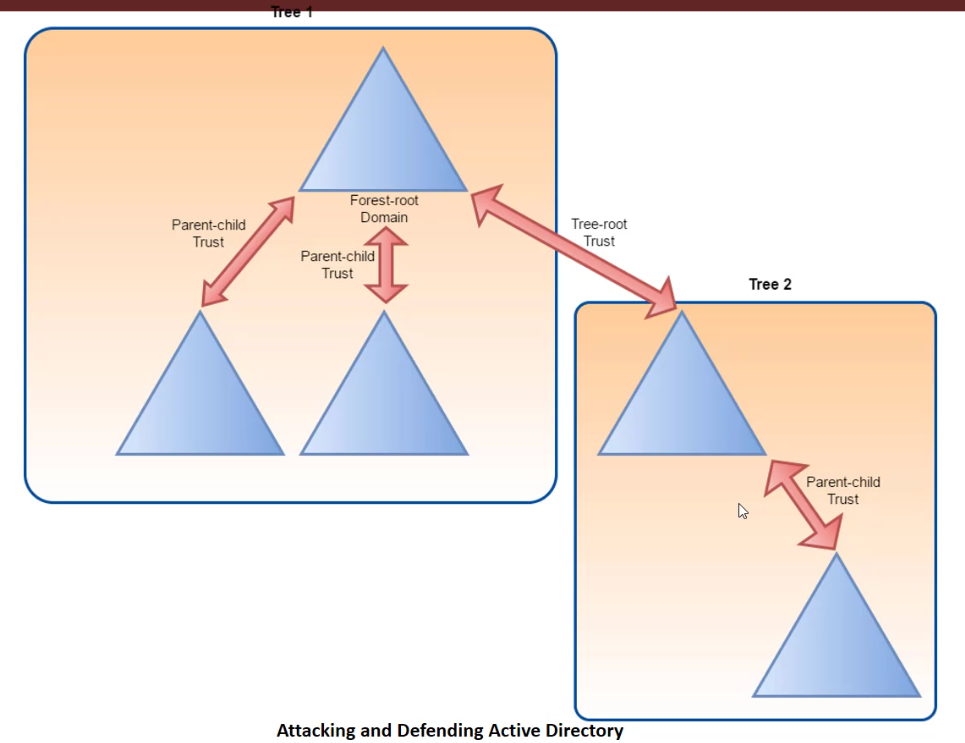 Tree 1
Forest-root
Domain
Parent-child
Trust
Parent-child
Trust
Tree-root
Trust
Tree 2
Parent-child
Trust
Attacking and Defending Active Directory